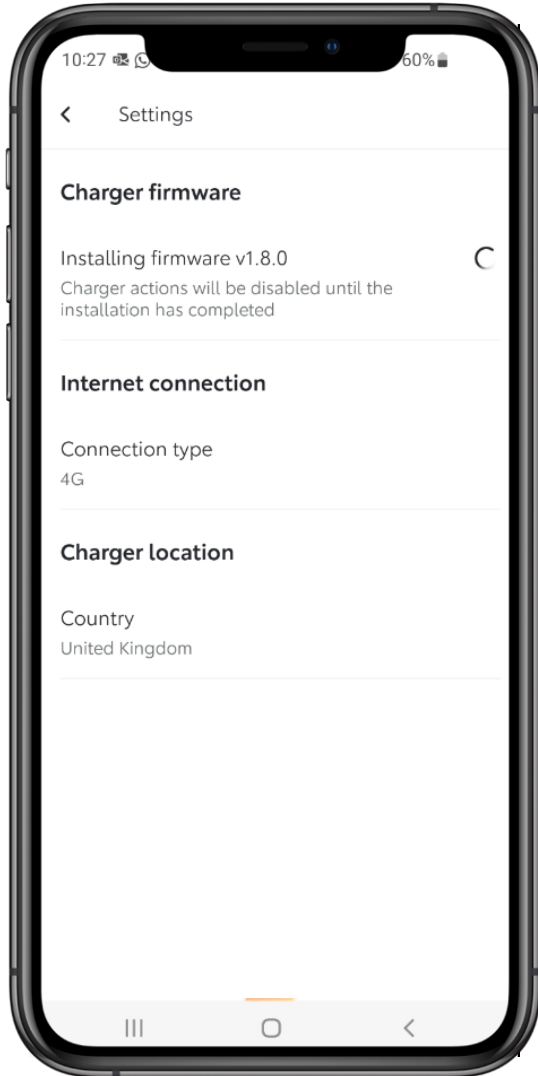 10:27 60%
Settings
Charger firmware
Installing firmware v1.8.0
Charger actions will be disabled until the
installation has completed
Internet connection
Connection type
4G
Charger location
Country
United Kingdom